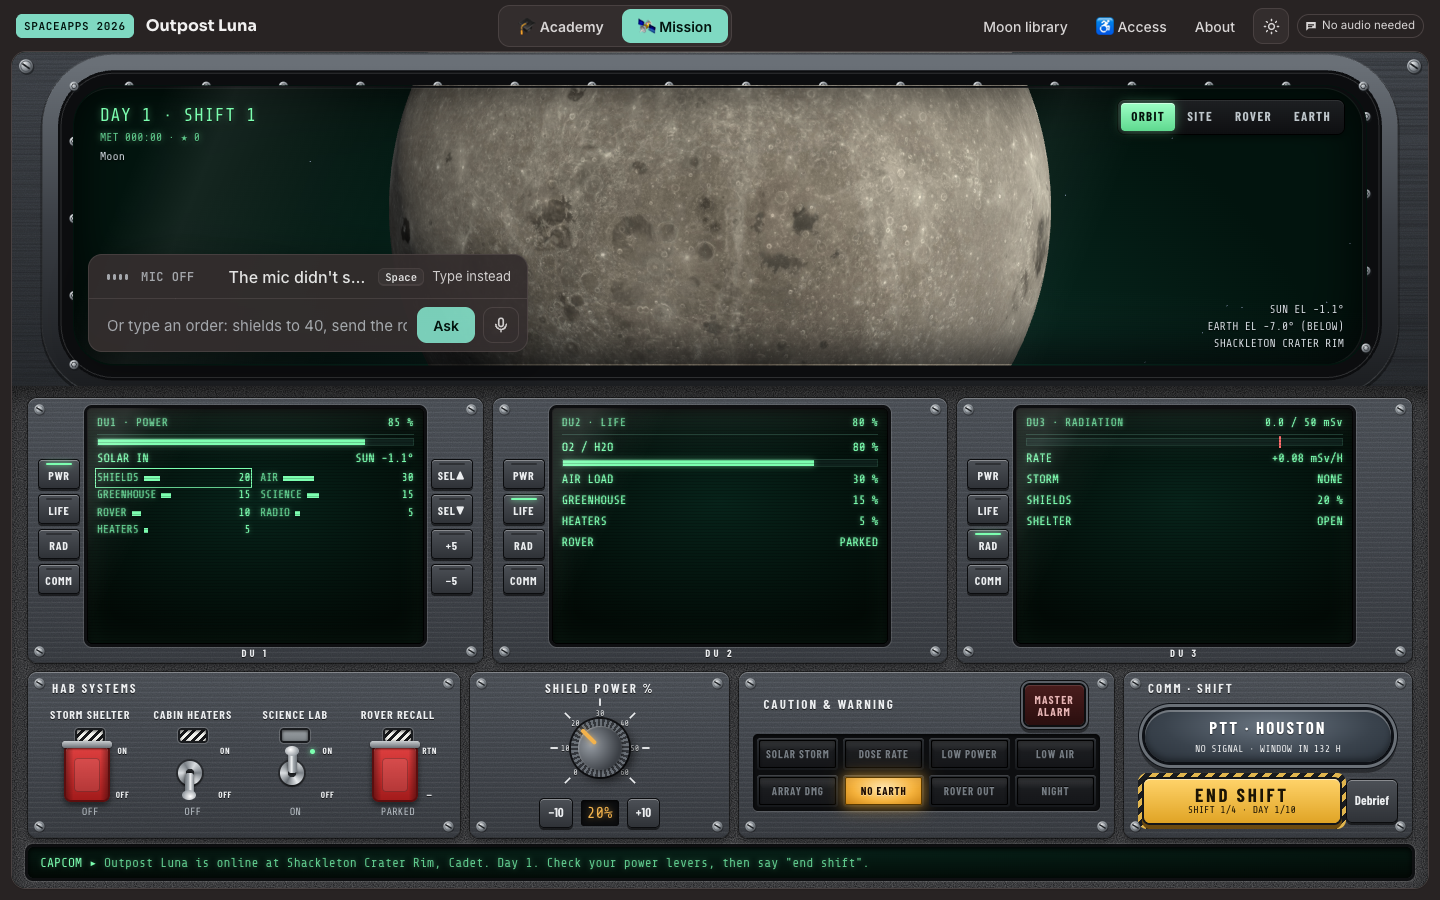 SPACEAPPS 2026 Outpost Luna
Academy Mission
Moon library Access About No audio needed
DAY 1 · SHIFT 1
MET 000:00 · ★ 0
Moon
ORBIT SITE ROVER EARTH
MIC OFF The mic didn't s... Space Type instead
Or type an order: shields to 40, send the ro
Ask
SUN EL -1.1°
EARTH EL -7.0° (BELOW)
SHACKLETON CRATER RIM
PWR
LIFE
RAD
COMM
DU1 · POWER 85 %
SOLAR IN SUN -1.1°
SHIELDS 20 AIR 30
GREENHOUSE 15 SCIENCE 15
ROVER 10 RADIO 5
HEATERS 5
SEL▲
SEL▼
+5
-5
DU 1
PWR
LIFE
RAD
COMM
DU2 · LIFE 80 %
O2 / H2O 80 %
AIR LOAD 30 %
GREENHOUSE 15 %
HEATERS 5 %
ROVER PARKED
DU 2
PWR
LIFE
RAD
COMM
DU3 · RADIATION 0.0 / 50 mSv
RATE +0.08 mSv/H
STORM NONE
SHIELDS 20 %
SHELTER OPEN
DU 3
HAB SYSTEMS
STORM SHELTER CABIN HEATERS SCIENCE LAB ROVER RECALL
ON ON ON RTN
OFF OFF OFF –
OFF OFF ON PARKED
SHIELD POWER %
0 10 20 30 40 50 60
-10 20% +10
CAUTION & WARNING
MASTER
ALARM
SOLAR STORM DOSE RATE LOW POWER LOW AIR
ARRAY DMG NO EARTH ROVER OUT NIGHT
COMM · SHIFT
PTT · HOUSTON
NO SIGNAL · WINDOW IN 132 H
END SHIFT
SHIFT 1/4 · DAY 1/10
Debrief
CAPCOM ▸ Outpost Luna is online at Shackleton Crater Rim, Cadet. Day 1. Check your power levers, then say "end shift".